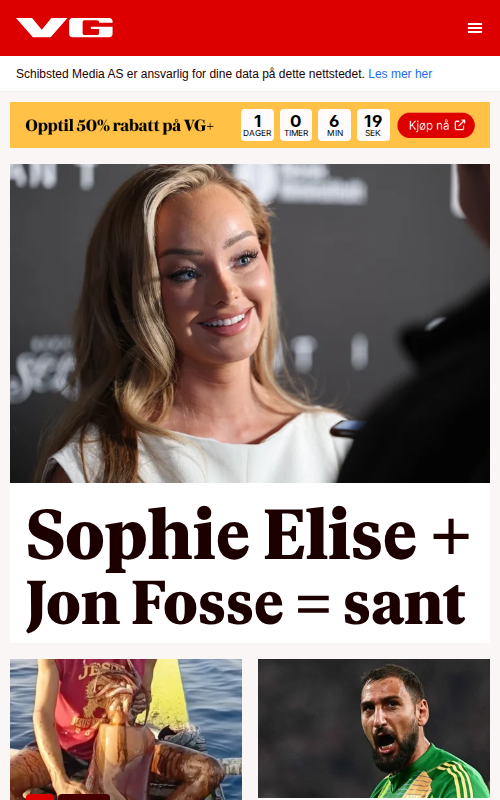 VG
Schibsted Media AS er ansvarlig for dine data på dette nettstedet. Les mer her
Opptil 50% rabatt på VG+
1 DAGER 0 TIMER 6 MIN 19 SEK
Kjøp nå
Sophie Elise +
Jon Fosse = sant
JESUS